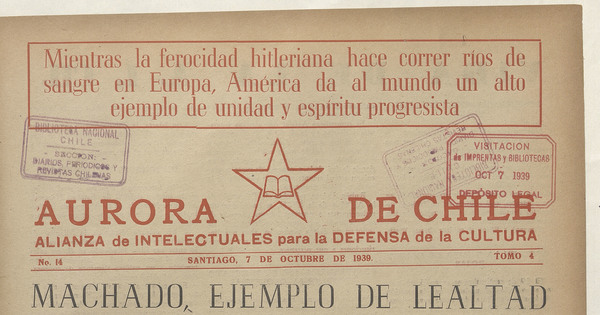 Mientras la ferocidad hitleriana hace correr ríos de
sangre en Europa, América da al mundo un alto
ejemplo de unidad y espíritu progresista
BIBLIOTECA NACIONAL
CHILE
SECCION:
DIARIOS, PERIODICOS Y
REVISTAS CHILENAS
VISITACION
de IMPRENTAS y BIBLIOTECAS
OCT 7 1939
DEPÓSITO LEGAL
AURORA DE CHILE
ALIANZA de INTELECTUALES para la DEFENSA de la CULTURA
No. 14 SANTIAGO, 7 DE OCTUBRE DE 1939. TOMO 4
MACHADO, EJEMPLO DE LEALTAD